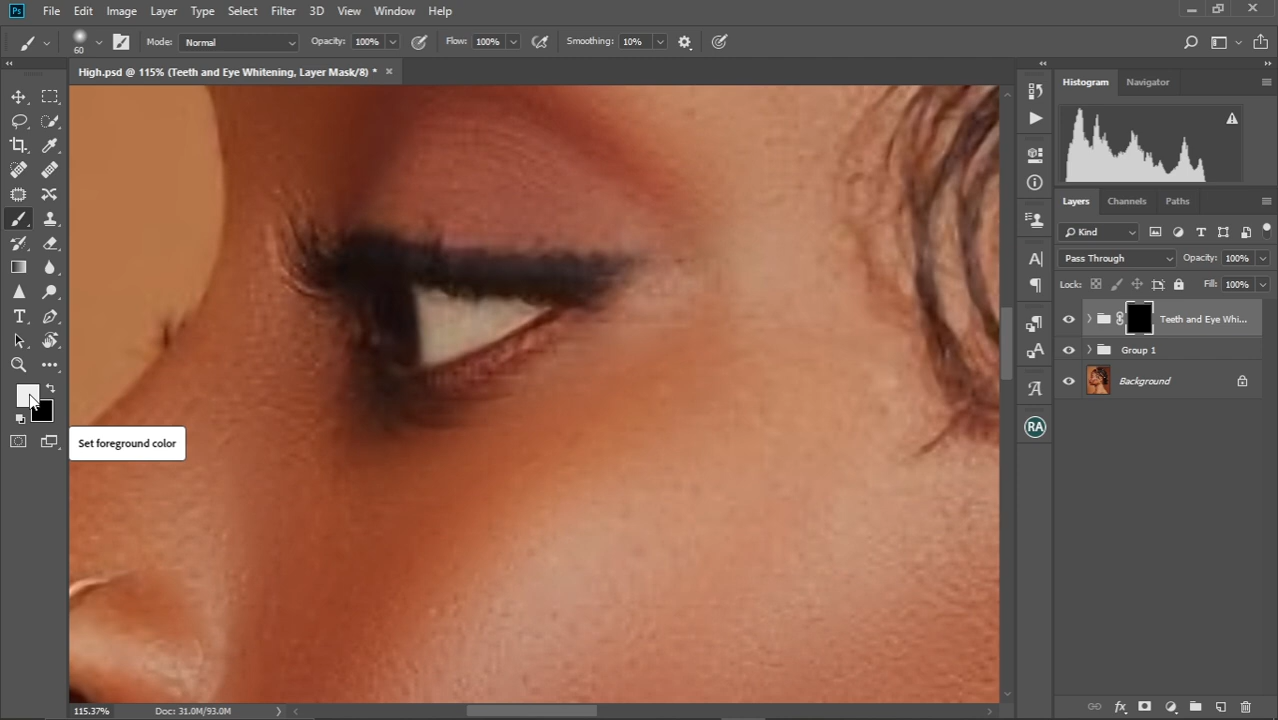 Ps File Edit Image Layer Type Select Filter 3D View Window Help
60 Mode: Normal Opacity: 100% Flow: 100% Smoothing: 10%
High.psd @ 115% (Teeth and Eye Whitening, Layer Mask/8) *
Histogram Navigator
Layers Channels Paths
Kind
Pass Through Opacity: 100%
Lock: Fill: 100%
Teeth and Eye Whi...
Group 1
Background
RA
Set foreground color
115.37% Doc: 31.0M/93.0M